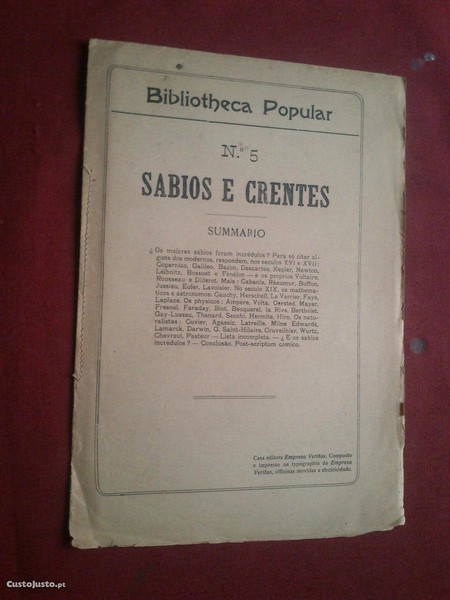 Bibliotheca Popular
N.º 5
SABIOS E CRENTES
SUMMARIO
¿ Os maiores sabios foram incrédulos ? Para só citar al-
guns dos modernos, respondem, nos seculos XVI e XVII:
Copernico, Galileo, Bacon, Descartes, Kepler, Newton,
Leibnitz, Bossuet e Fénélon — e os proprios Voltaire,
Rousseau e Diderot. Mais: Cabanis, Réaumur, Buffon,
Jussieu, Euler, Lavoisier. No seculo XIX, os mathema-
ticos e astronomos: Cauchy, Herschell, Le Verrier, Faye,
Laplace. Os physicos: Ampère, Volta, Oersted, Mayer,
Fresnel, Faraday, Biot, Becquerel, la Rive, Berthollet,
Gay-Lussac, Thenard, Secchi, Hermite, Hirn. Os natu-
ralistas: Cuvier, Agassiz, Latreille, Milne Edwards,
Lamarck, Darwin, G. Saint-Hilaire, Cruveilhier, Wurtz,
Chevreul, Pasteur — Lista incompleta. — ¿ E os sabios
incrédulos ? — Conclusão. Post-scriptum comico.
Casa editora Empresa Veritas. Composto
e impresso na typographia da Empresa
Veritas, officinas movidas a electricidade.
CustoJusto.pt